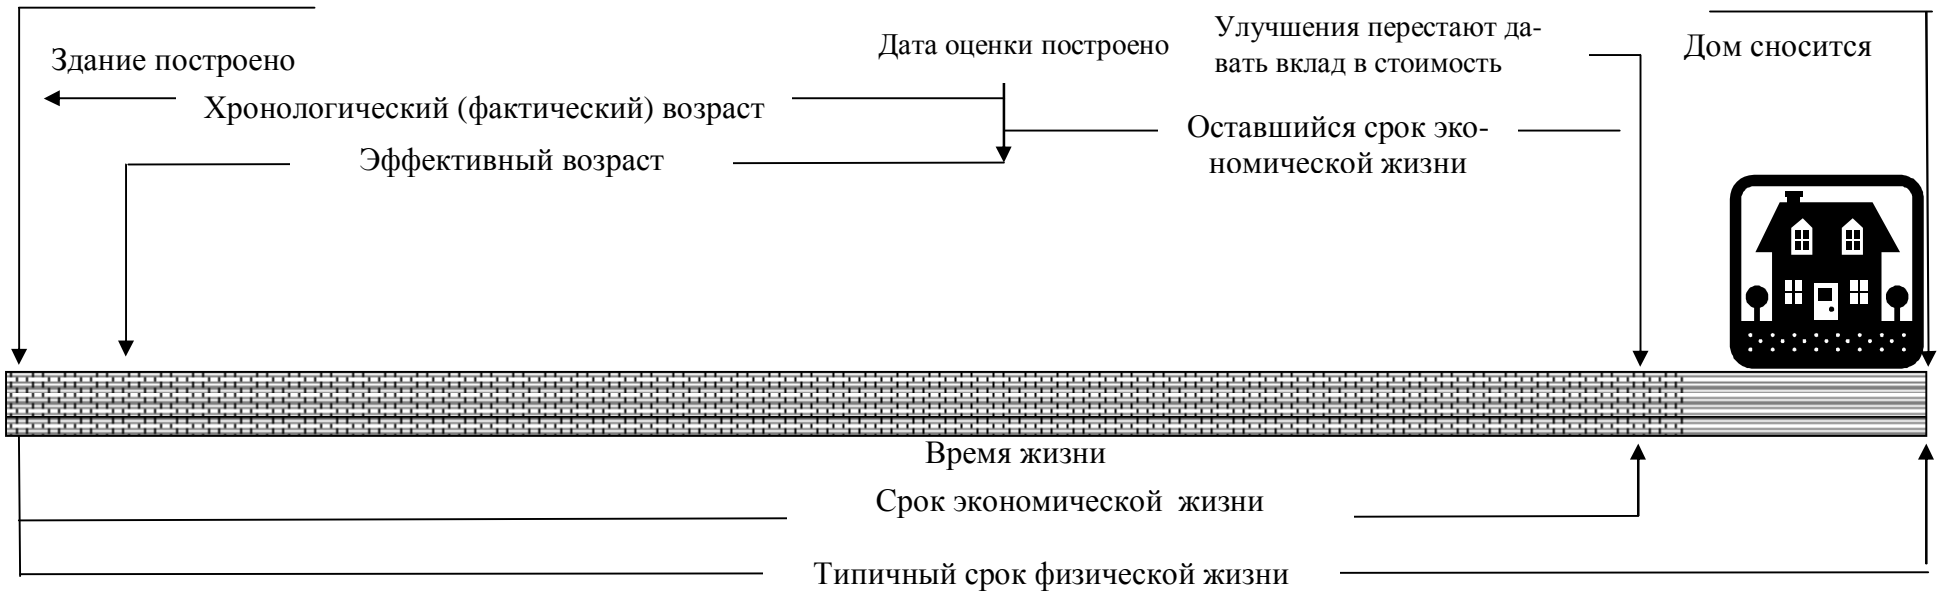 Здание построено
Дата оценки построено
Улучшения перестают да-
вать вклад в стоимость
Дом сносится
Хронологический (фактический) возраст
Эффективный возраст
Оставшийся срок эко-
номической жизни
Время жизни
Срок экономической жизни
Типичный срок физической жизни